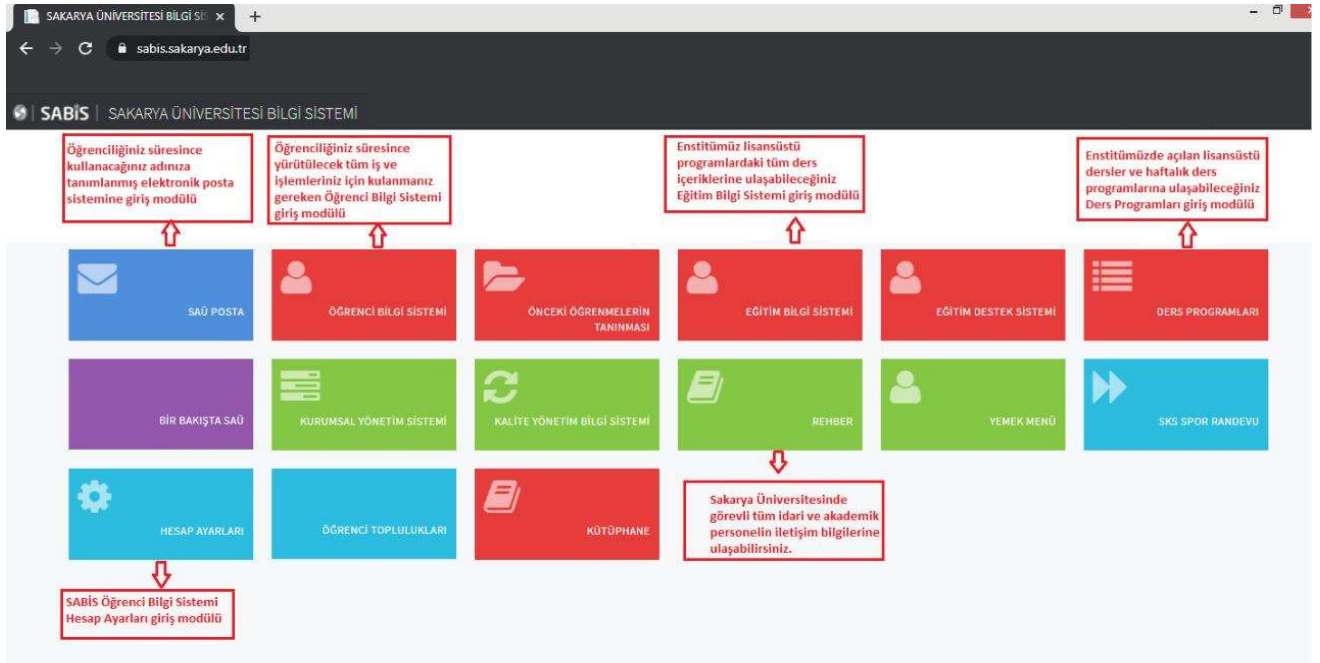 SAKARYA ÜNİVERSİTESİ BİLGİ SİS
sabis.sakarya.edu.tr
SABİS | SAKARYA ÜNİVERSİTESİ BİLGİ SİSTEMİ
Öğrenciliğiniz süresince
kullanacağınız adınıza
tanımlanmış elektronik posta
sistemine giriş modülü
Öğrenciliğiniz süresince
yürütülecek tüm iş ve
işlemleriniz için kulanmanız
gereken Öğrenci Bilgi Sistemi
giriş modülü
Enstitümüz lisansüstü
programlardaki tüm ders
içeriklerine ulaşabileceğiniz
Eğitim Bilgi Sistemi giriş modülü
Enstitümüzde açılan lisansüstü
dersler ve haftalık ders
programlarına ulaşabileceğiniz
Ders Programları giriş modülü
SAÜ POSTA
ÖĞRENCİ BİLGİ SİSTEMİ
ÖNCEKİ ÖĞRENMELERİN
TANINMASI
EĞİTİM BİLGİ SİSTEMİ
EĞİTİM DESTEK SİSTEMİ
DERS PROGRAMLARI
BİR BAKIŞTA SAÜ
KURUMSAL YÖNETİM SİSTEMİ
KALİTE YÖNETİM BİLGİ SİSTEMİ
REHBER
YEMEK MENÜ
SKS SPOR RANDEVU
HESAP AYARLARI
ÖĞRENCİ TOPLULUKLARI
KÜTÜPHANE
Sakarya Üniversitesinde
görevli tüm idari ve akademik
personelin iletişim bilgilerine
ulaşabilirsiniz.
SABİS Öğrenci Bilgi Sistemi
Hesap Ayarları giriş modülü